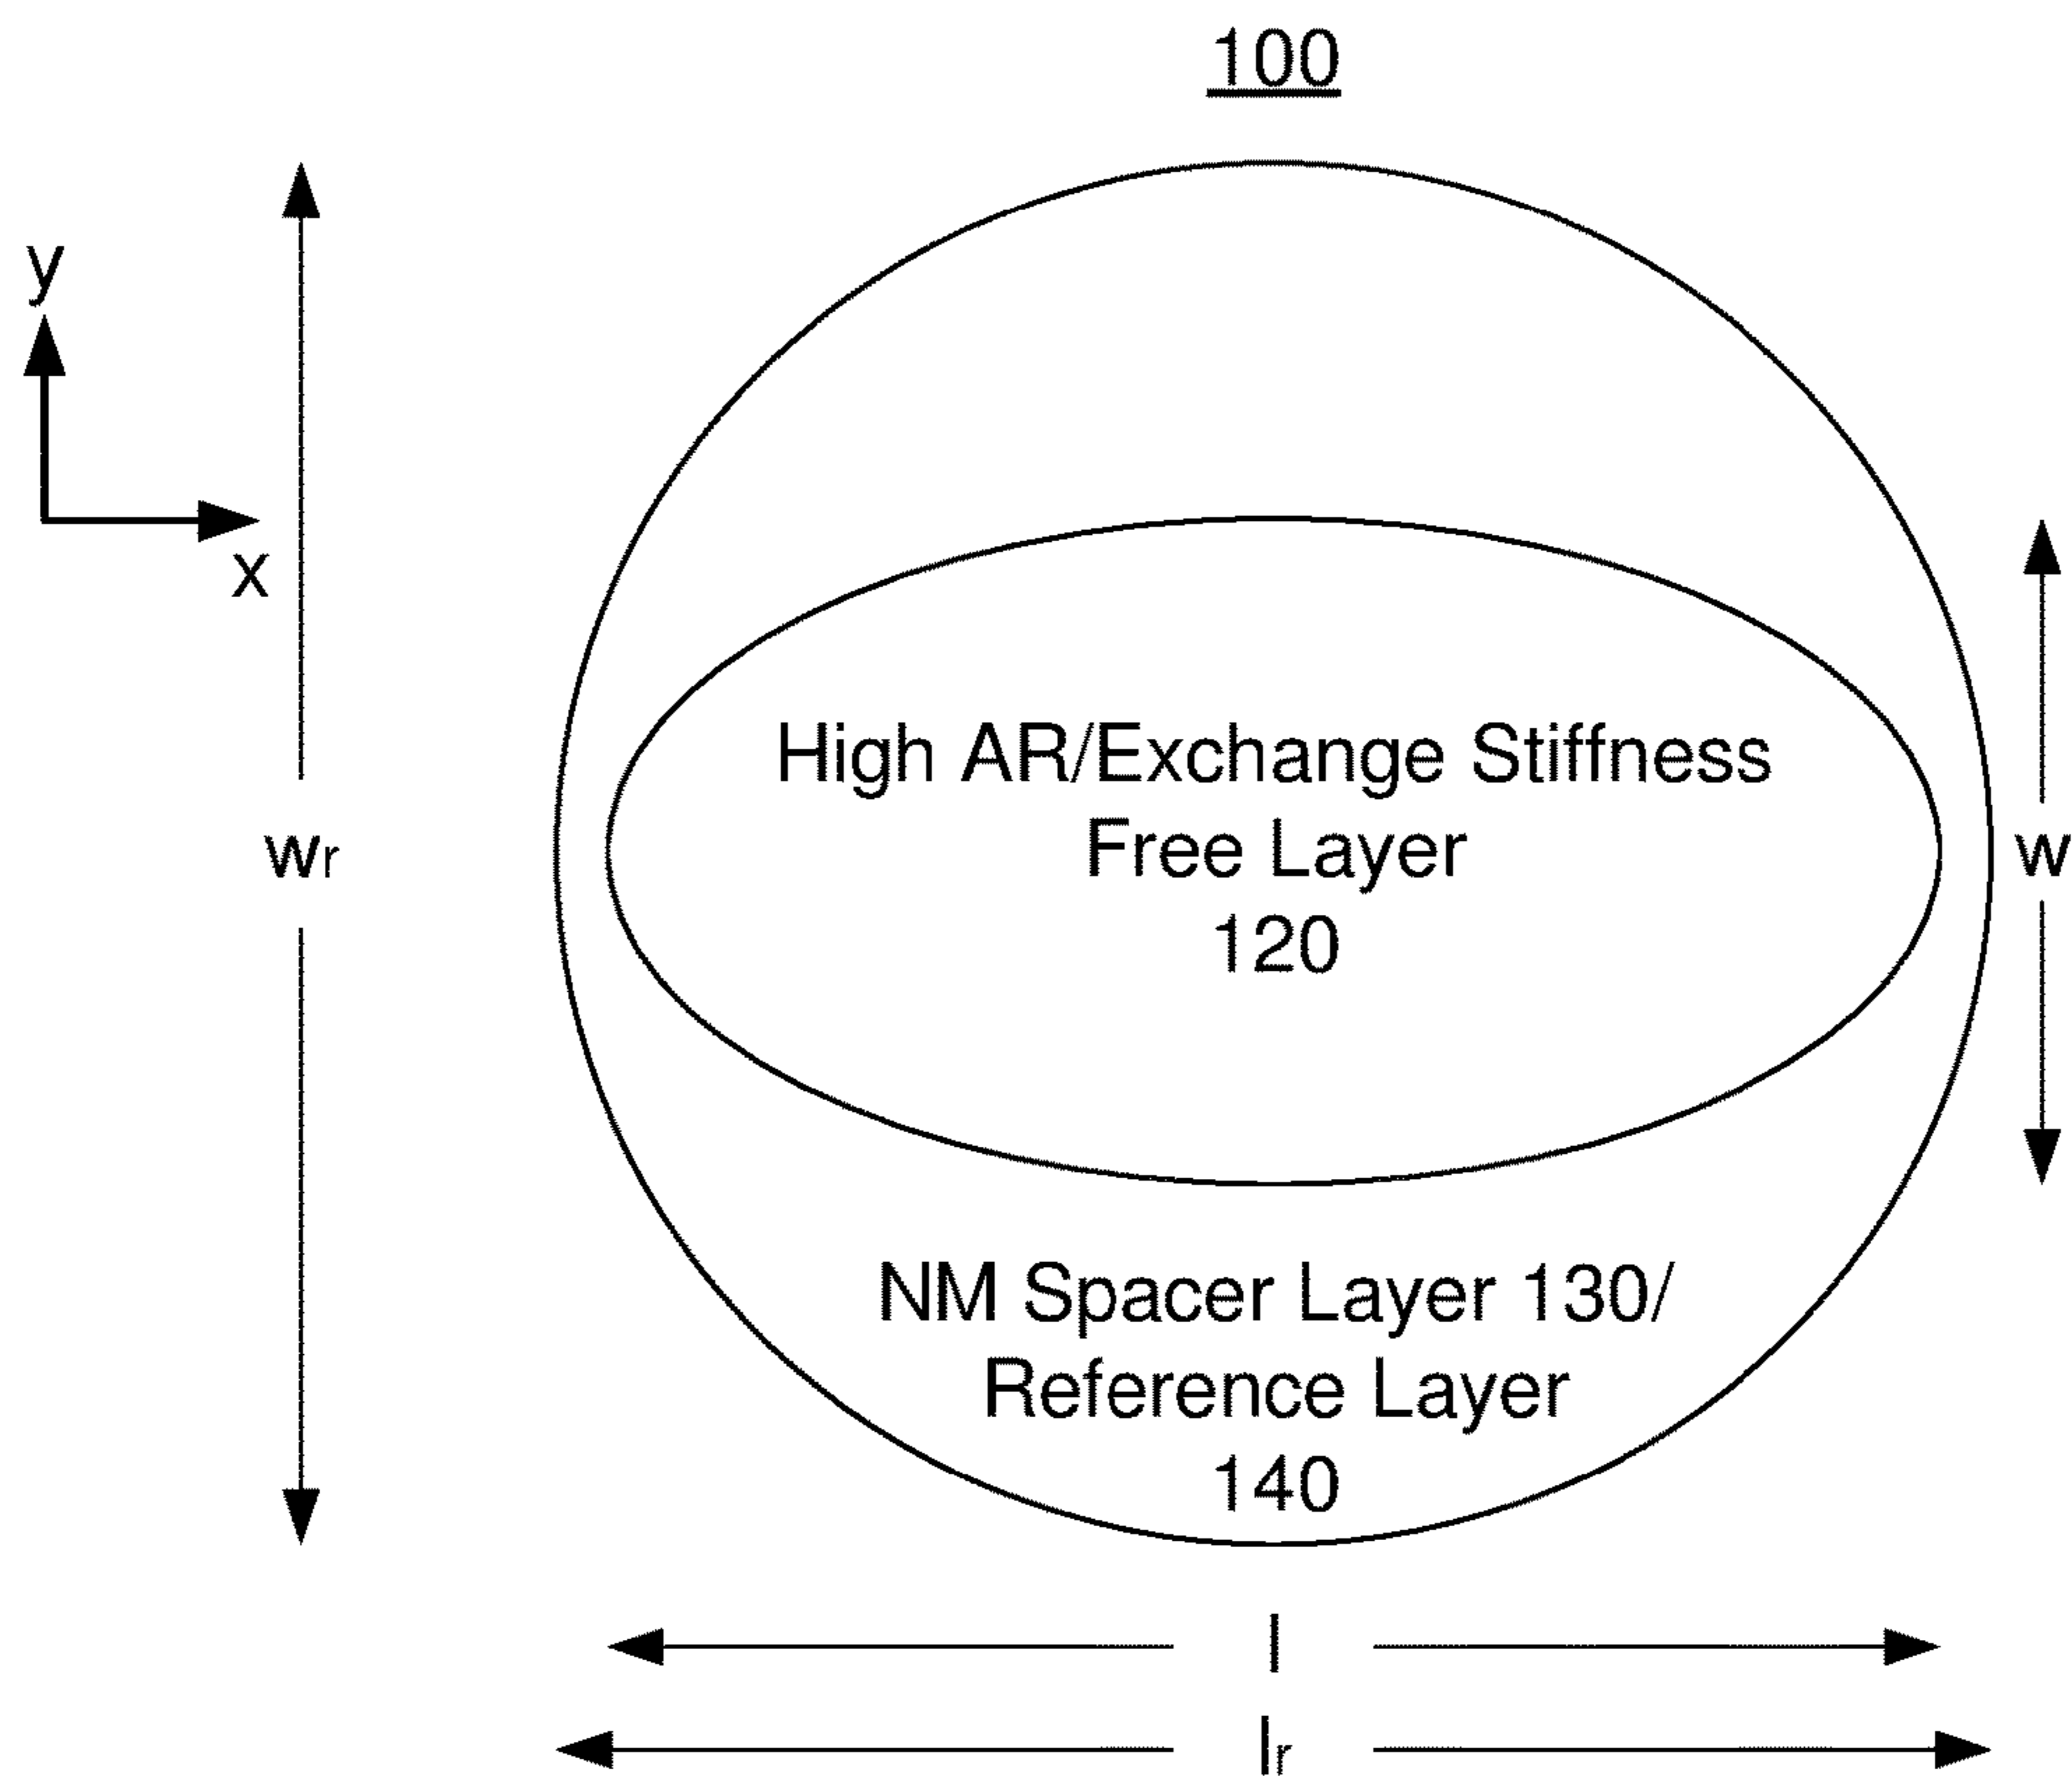 100
y
x
wr
High AR/Exchange Stiffness
Free Layer
120
w
NM Spacer Layer 130/
Reference Layer
140
l
lr